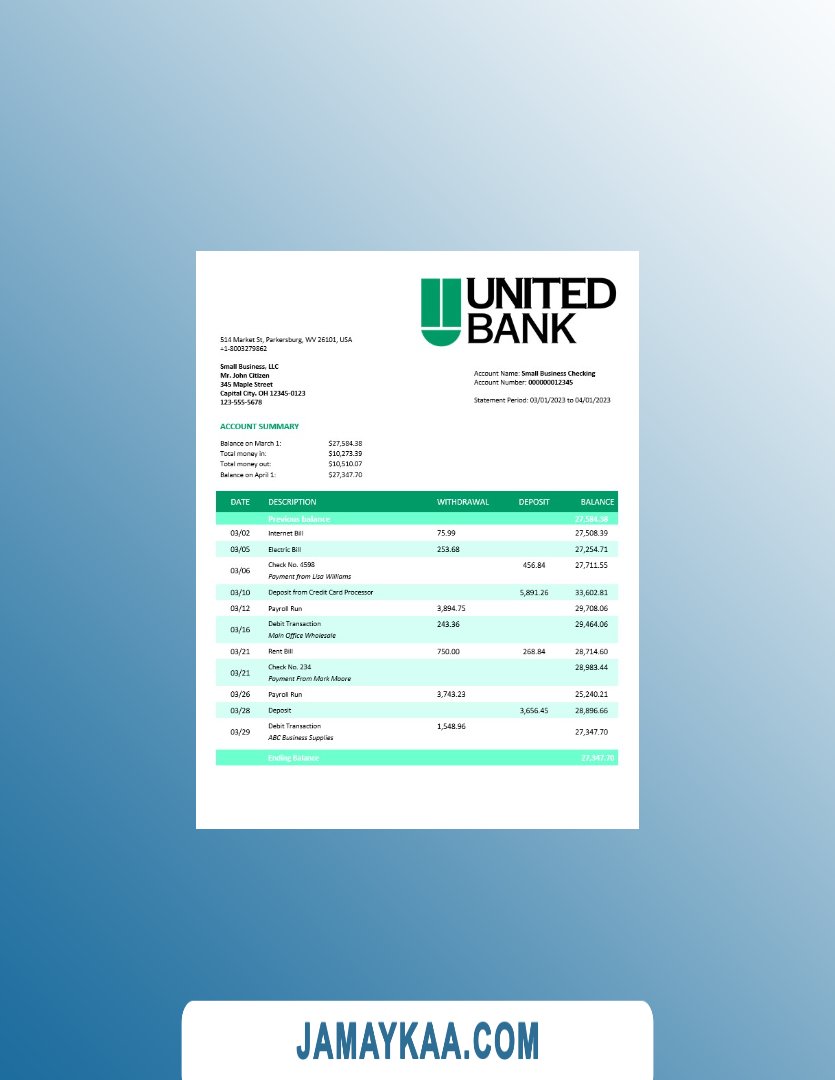 UNITED
BANK
514 Market St, Parkersburg, WV 26101, USA
+1-8003279862
Small Business, LLC
Mr. John Citizen
345 Maple Street
Capital City, OH 12345-0123
123-555-5678
Account Name: Small Business Checking
Account Number: 000000012345
Statement Period: 03/01/2023 to 04/01/2023
ACCOUNT SUMMARY
Balance on March 1: $27,584.38
Total money in: $10,273.39
Total money out: $10,510.07
Balance on April 1: $27,347.70
DATE DESCRIPTION WITHDRAWAL DEPOSIT BALANCE
Previous balance 27,584.38
03/02 Internet Bill 75.99 27,508.39
03/05 Electric Bill 253.68 27,254.71
03/06 Check No. 4598 456.84 27,711.55
Payment from Lisa Williams
03/10 Deposit from Credit Card Processor 5,891.26 33,602.81
03/12 Payroll Run 3,894.75 29,708.06
03/16 Debit Transaction 243.36 29,464.06
Main Office Wholesale
03/21 Rent Bill 750.00 268.84 28,714.60
03/21 Check No. 234 28,983.44
Payment From Mark Moore
03/26 Payroll Run 3,743.23 25,240.21
03/28 Deposit 3,656.45 28,896.66
03/29 Debit Transaction 1,548.96 27,347.70
ABC Business Supplies
Ending Balance 27,347.70
JAMAYKAA.COM